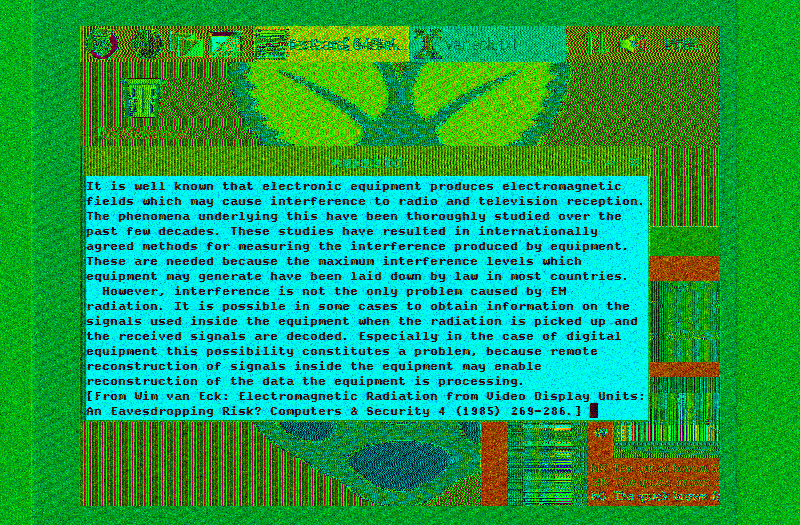 It is well known that electronic equipment produces electromagnetic
fields which may cause interference to radio and television reception.
The phenomena underlying this have been thoroughly studied over the
past few decades. These studies have resulted in internationally
agreed methods for measuring the interference produced by equipment.
These are needed because the maximum interference levels which
equipment may generate have been laid down by law in most countries.
However, interference is not the only problem caused by EM
radiation. It is possible in some cases to obtain information on the
signals used inside the equipment when the radiation is picked up and
the received signals are decoded. Especially in the case of digital
equipment this possibility constitutes a problem, because remote
reconstruction of signals inside the equipment may enable
reconstruction of the data the equipment is processing.
[From Wim van Eck: Electromagnetic Radiation from Video Display Units:
An Eavesdropping Risk? Computers & Security 4 (1985) 269-286.]